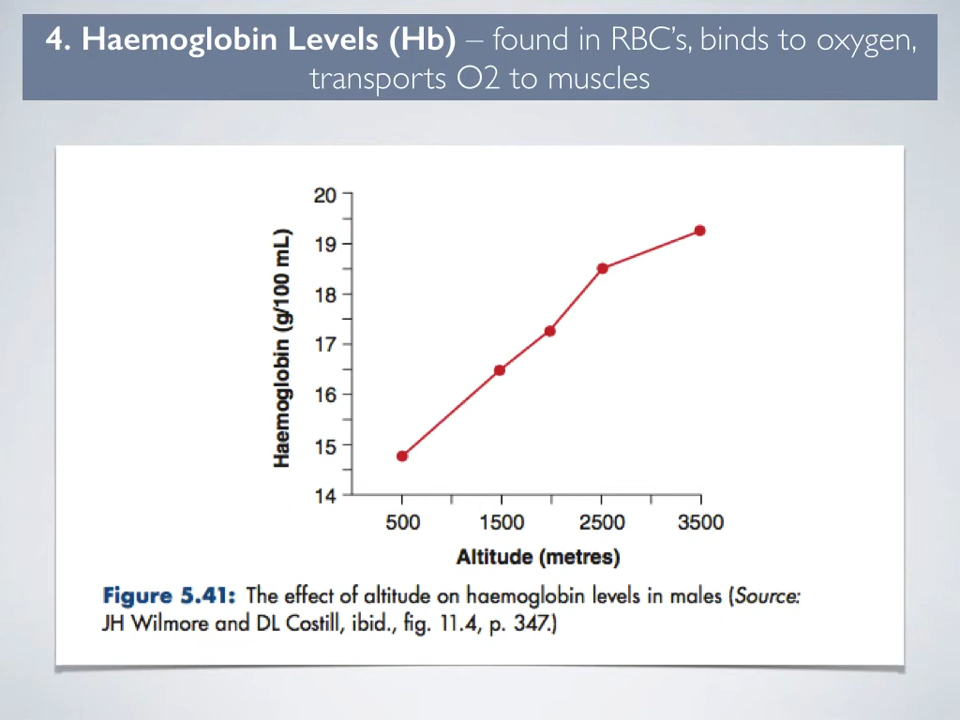 4. Haemoglobin Levels (Hb) – found in RBC's, binds to oxygen,
transports O2 to muscles
20
19
18
17
16
15
14
Haemoglobin (g/100 mL)
500 1500 2500 3500
Altitude (metres)
Figure 5.41: The effect of altitude on haemoglobin levels in males (Source:
JH Wilmore and DL Costill, ibid., fig. 11.4, p. 347.)